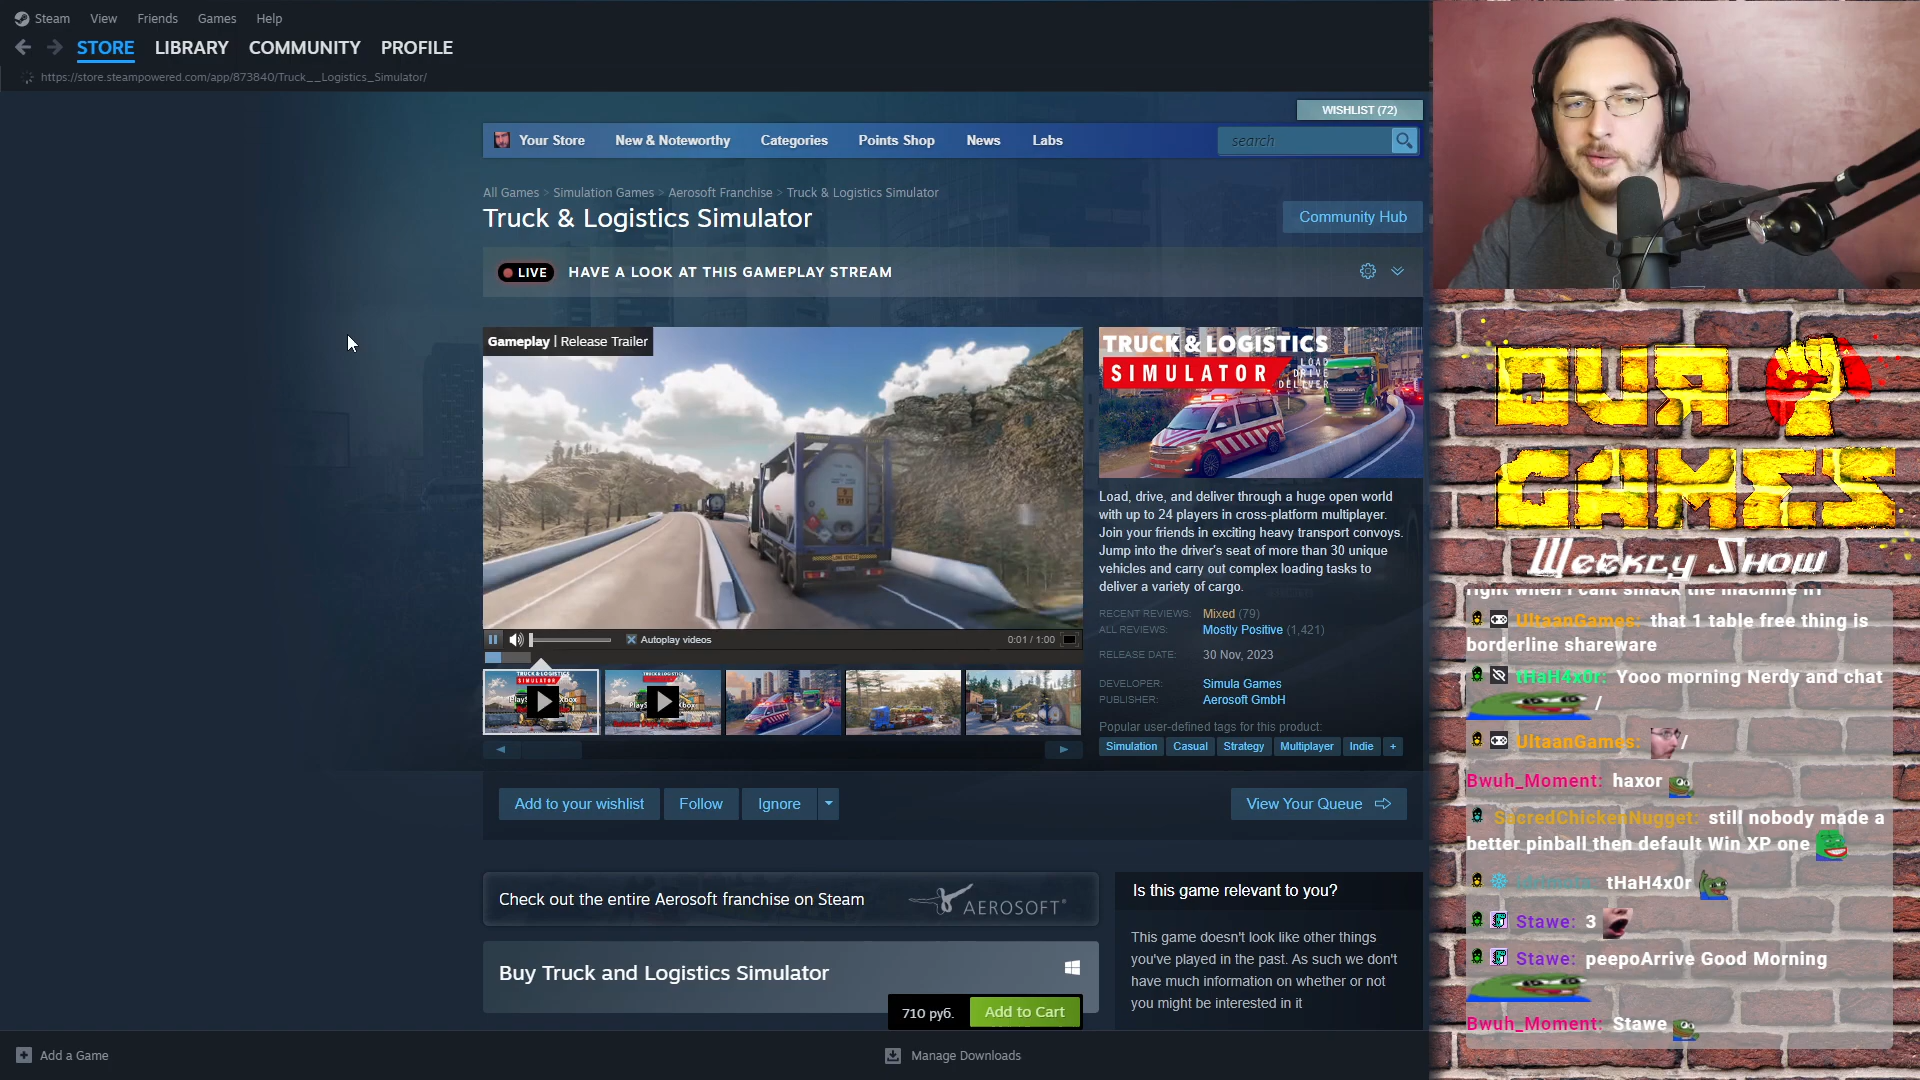 Steam View Friends Games Help
STORE LIBRARY COMMUNITY PROFILE
https://store.steampowered.com/app/873840/Truck__Logistics_Simulator/
WISHLIST (72)
Your Store New & Noteworthy Categories Points Shop News Labs search
All Games > Simulation Games > Aerosoft Franchise > Truck & Logistics Simulator
Truck & Logistics Simulator
Community Hub
LIVE HAVE A LOOK AT THIS GAMEPLAY STREAM
Gameplay | Release Trailer
Autoplay videos 0:01 / 1:00
TRUCK & LOGISTICS
SIMULATOR
LOAD
DRIVE
DELIVER
Load, drive, and deliver through a huge open world
with up to 24 players in cross-platform multiplayer.
Join your friends in exciting heavy transport convoys.
Jump into the driver's seat of more than 30 unique
vehicles and carry out complex loading tasks to
deliver a variety of cargo.
RECENT REVIEWS: Mixed (79)
ALL REVIEWS: Mostly Positive (1,421)
RELEASE DATE: 30 Nov, 2023
DEVELOPER: Simula Games
PUBLISHER: Aerosoft GmbH
Popular user-defined tags for this product:
Simulation Casual Strategy Multiplayer Indie +
Add to your wishlist Follow Ignore View Your Queue
Check out the entire Aerosoft franchise on Steam
AEROSOFT
Buy Truck and Logistics Simulator
710 руб. Add to Cart
Is this game relevant to you?
This game doesn't look like other things
you've played in the past. As such we don't
have much information on whether or not
you might be interested in it
Add a Game Manage Downloads
OUR
GAMES
Weekly Show
right when i cant smack the machine irl
UltaanGames: that 1 table free thing is
borderline shareware
tHaH4x0r: Yooo morning Nerdy and chat
/
UltaanGames: /
Bwuh_Moment: haxor
SacredChickenNugget: still nobody made a
better pinball then default Win XP one
tHaH4x0r
Stawe: 3
Stawe: peepoArrive Good Morning
Bwuh_Moment: Stawe